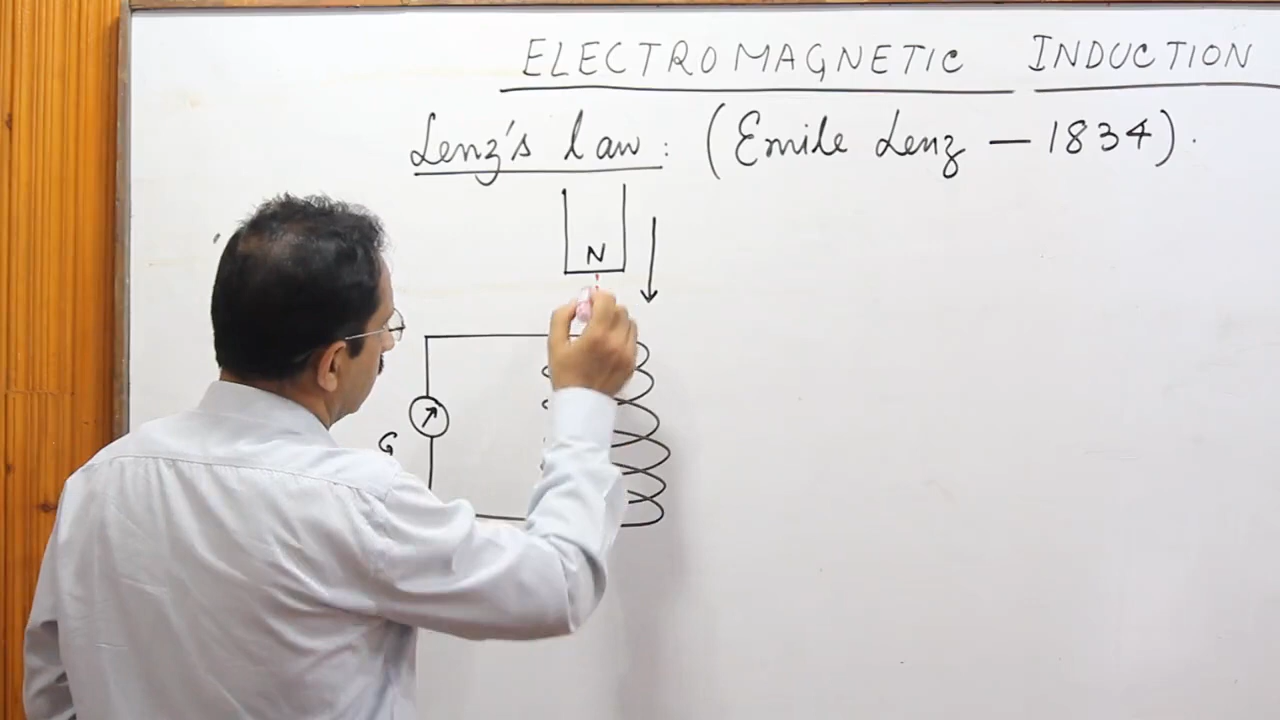 ELECTROMAGNETIC INDUCTION
Lenz's law: (Emile Lenz — 1834).
N
G